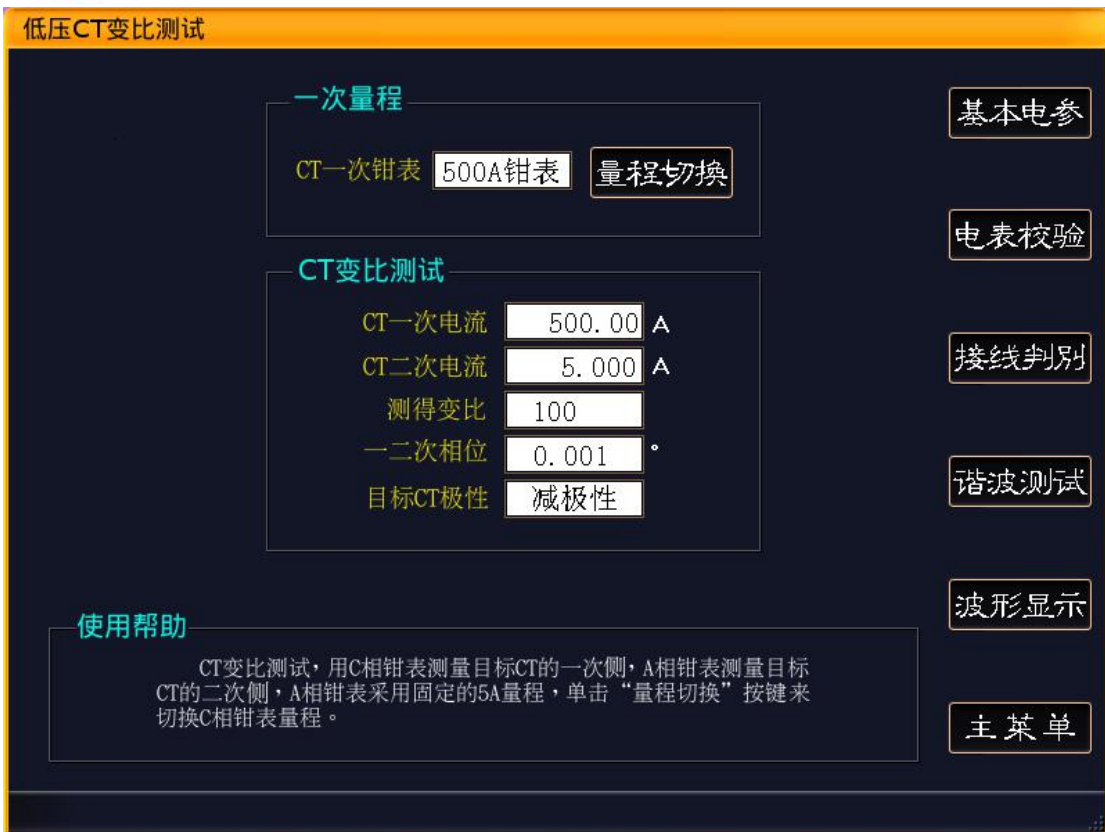 低压CT变比测试
一次量程
CT一次钳表 500A钳表 量程切换
CT变比测试
CT一次电流 500.00 A
CT二次电流 5.000 A
测得变比 100
一二次相位 0.001 °
目标CT极性 减极性
使用帮助
CT变比测试，用C相钳表测量目标CT的一次侧，A相钳表测量目标
CT的二次侧，A相钳表采用固定的5A量程，单击“量程切换”按键来
切换C相钳表量程。
基本电参
电表校验
接线判别
谐波测试
波形显示
主菜单